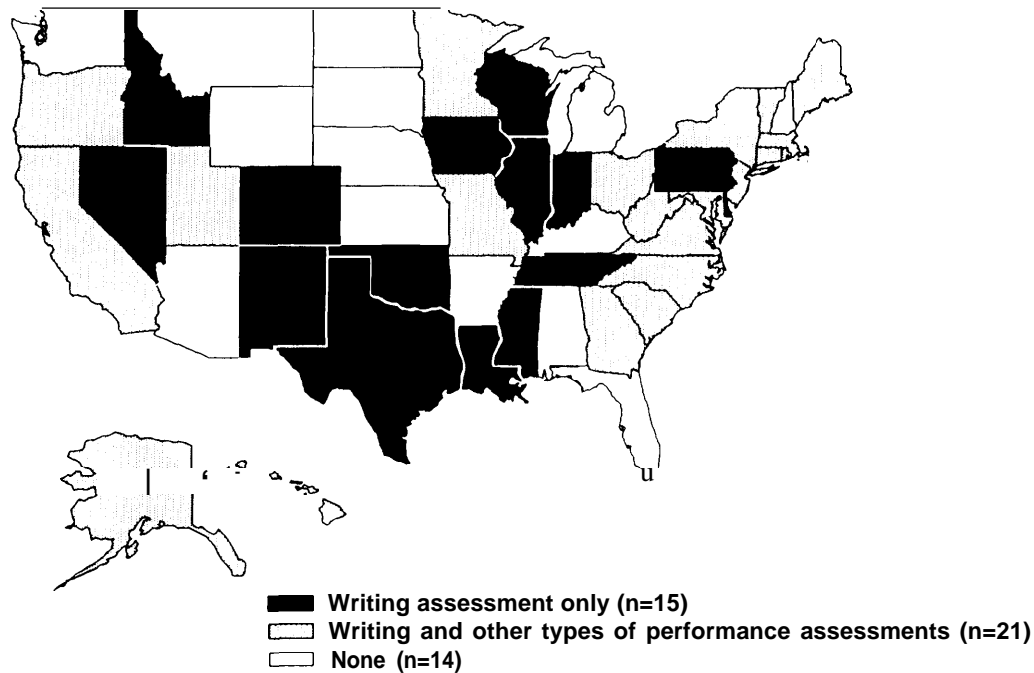 u
Writing assessment only (n=15)
Writing and other types of performance assessments (n=21)
None (n=14)